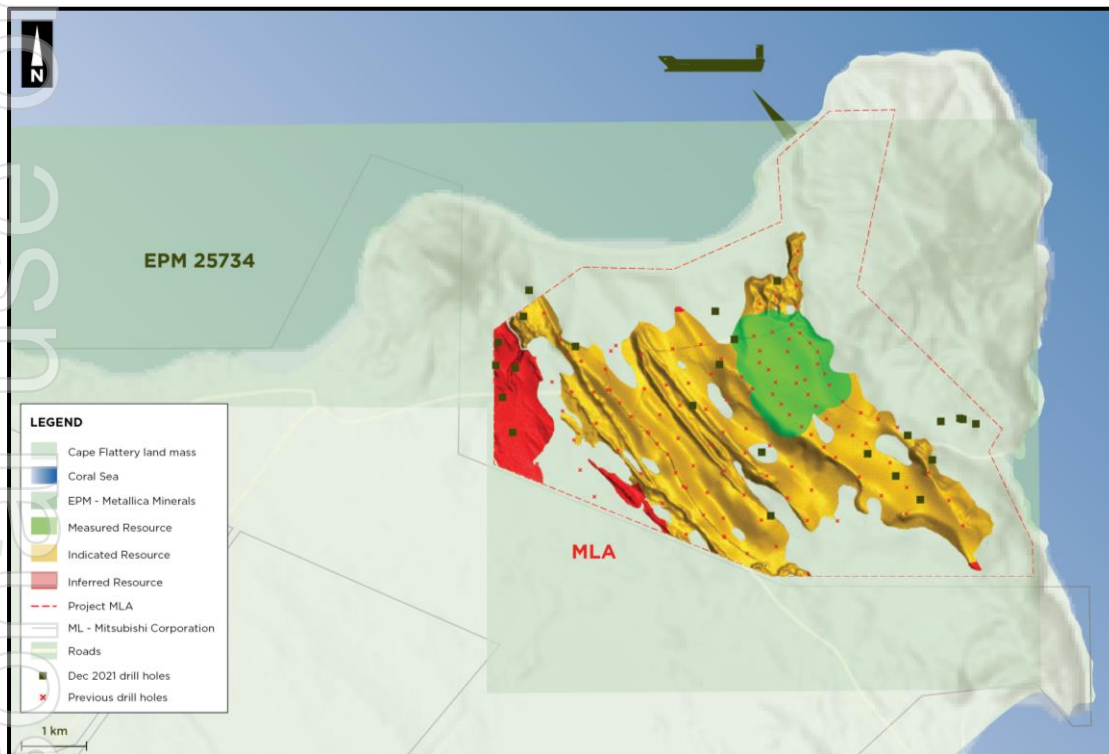 N
EPM 25734
MLA
LEGEND
Cape Flattery land mass
Coral Sea
EPM - Metallica Minerals
Measured Resource
Indicated Resource
Inferred Resource
Project MLA
ML - Mitsubishi Corporation
Roads
Dec 2021 drill holes
Previous drill holes
1 km